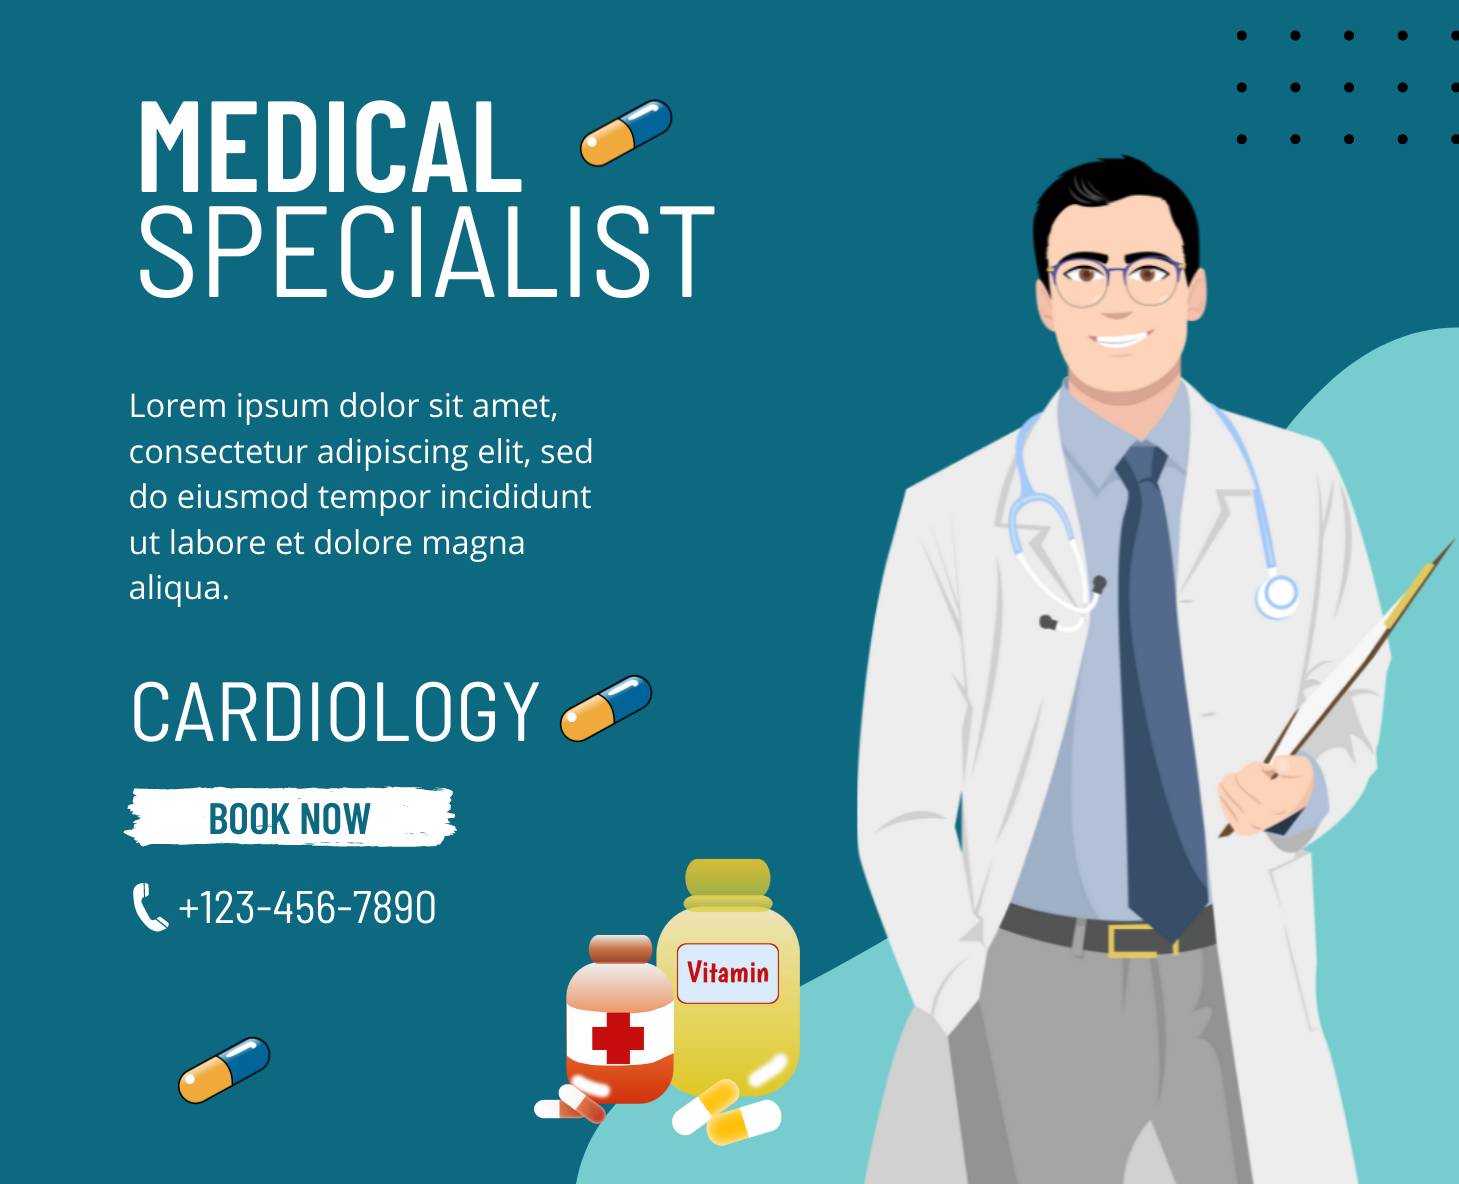 MEDICAL
SPECIALIST
Lorem ipsum dolor sit amet,
consectetur adipiscing elit, sed
do eiusmod tempor incididunt
ut labore et dolore magna
aliqua.
CARDIOLOGY
BOOK NOW
+123-456-7890
Vitamin